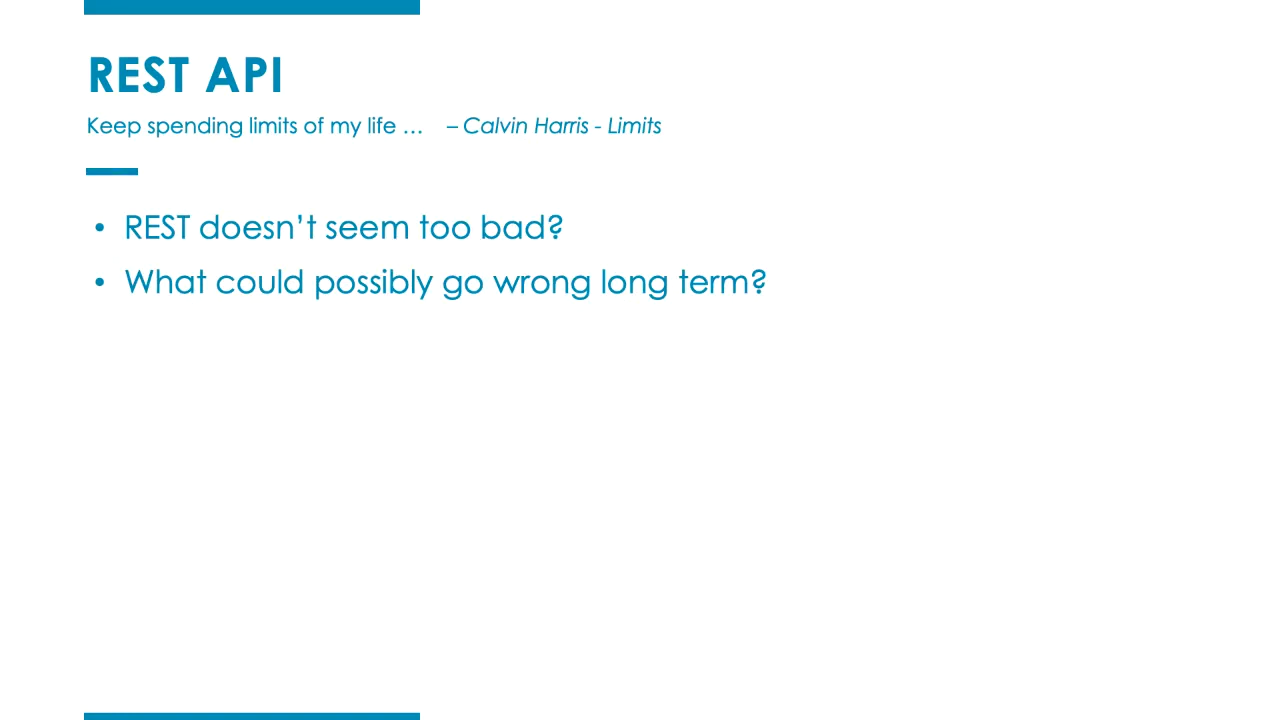 REST API
Keep spending limits of my life … – Calvin Harris - Limits
• REST doesn’t seem too bad?
• What could possibly go wrong long term?